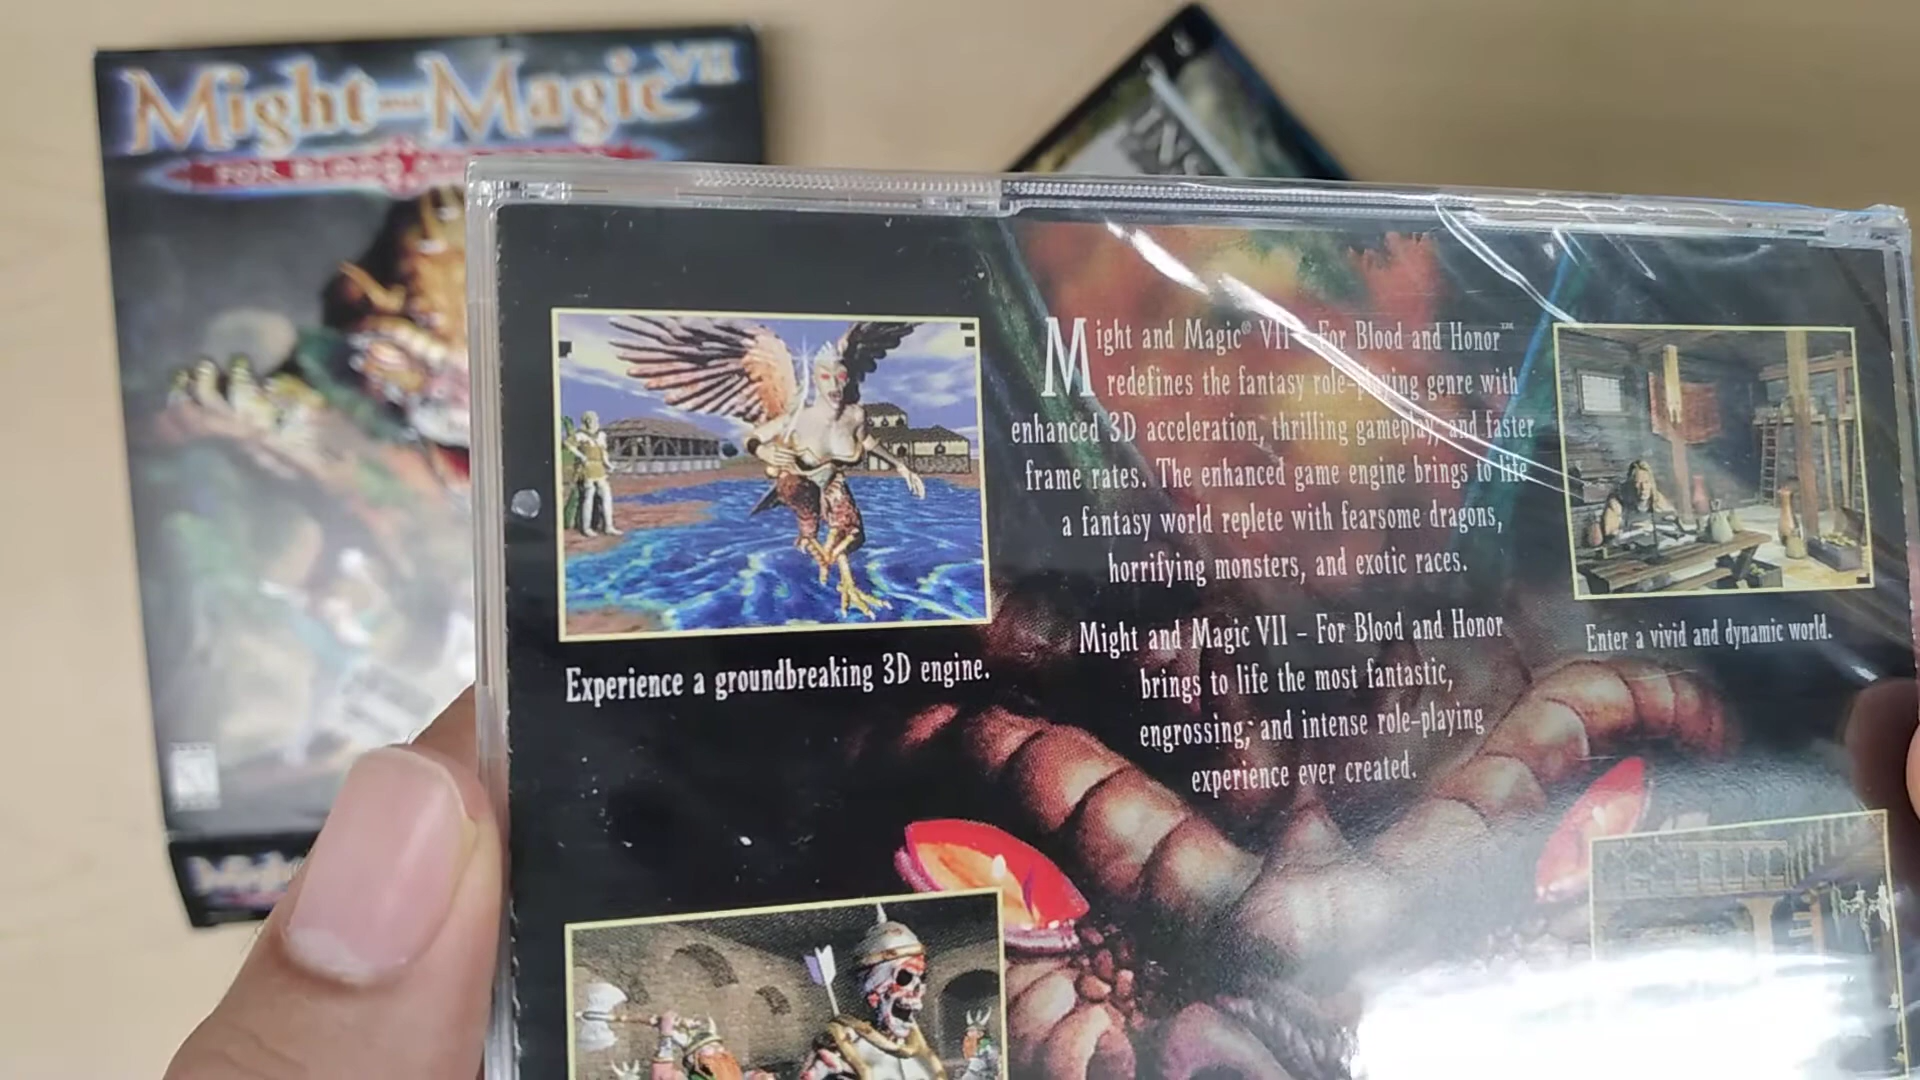 Might and Magic VII
FOR BLOOD
INS
Might and Magic® VII – For Blood and Honor™
redefines the fantasy role-playing genre with
enhanced 3D acceleration, thrilling gameplay, and faster
frame rates. The enhanced game engine brings to life
a fantasy world replete with fearsome dragons,
horrifying monsters, and exotic races.
Might and Magic VII – For Blood and Honor
brings to life the most fantastic,
engrossing, and intense role-playing
experience ever created.
Experience a groundbreaking 3D engine.
Enter a vivid and dynamic world.